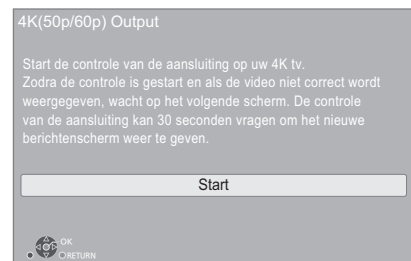 4K(50p/60p) Output
Start de controle van de aansluiting op uw 4K tv.
Zodra de controle is gestart en als de video niet correct wordt
weergegeven, wacht op het volgende scherm. De controle
van de aansluiting kan 30 seconden vragen om het nieuwe
berichtenscherm weer te geven.
Start
OK
RETURN